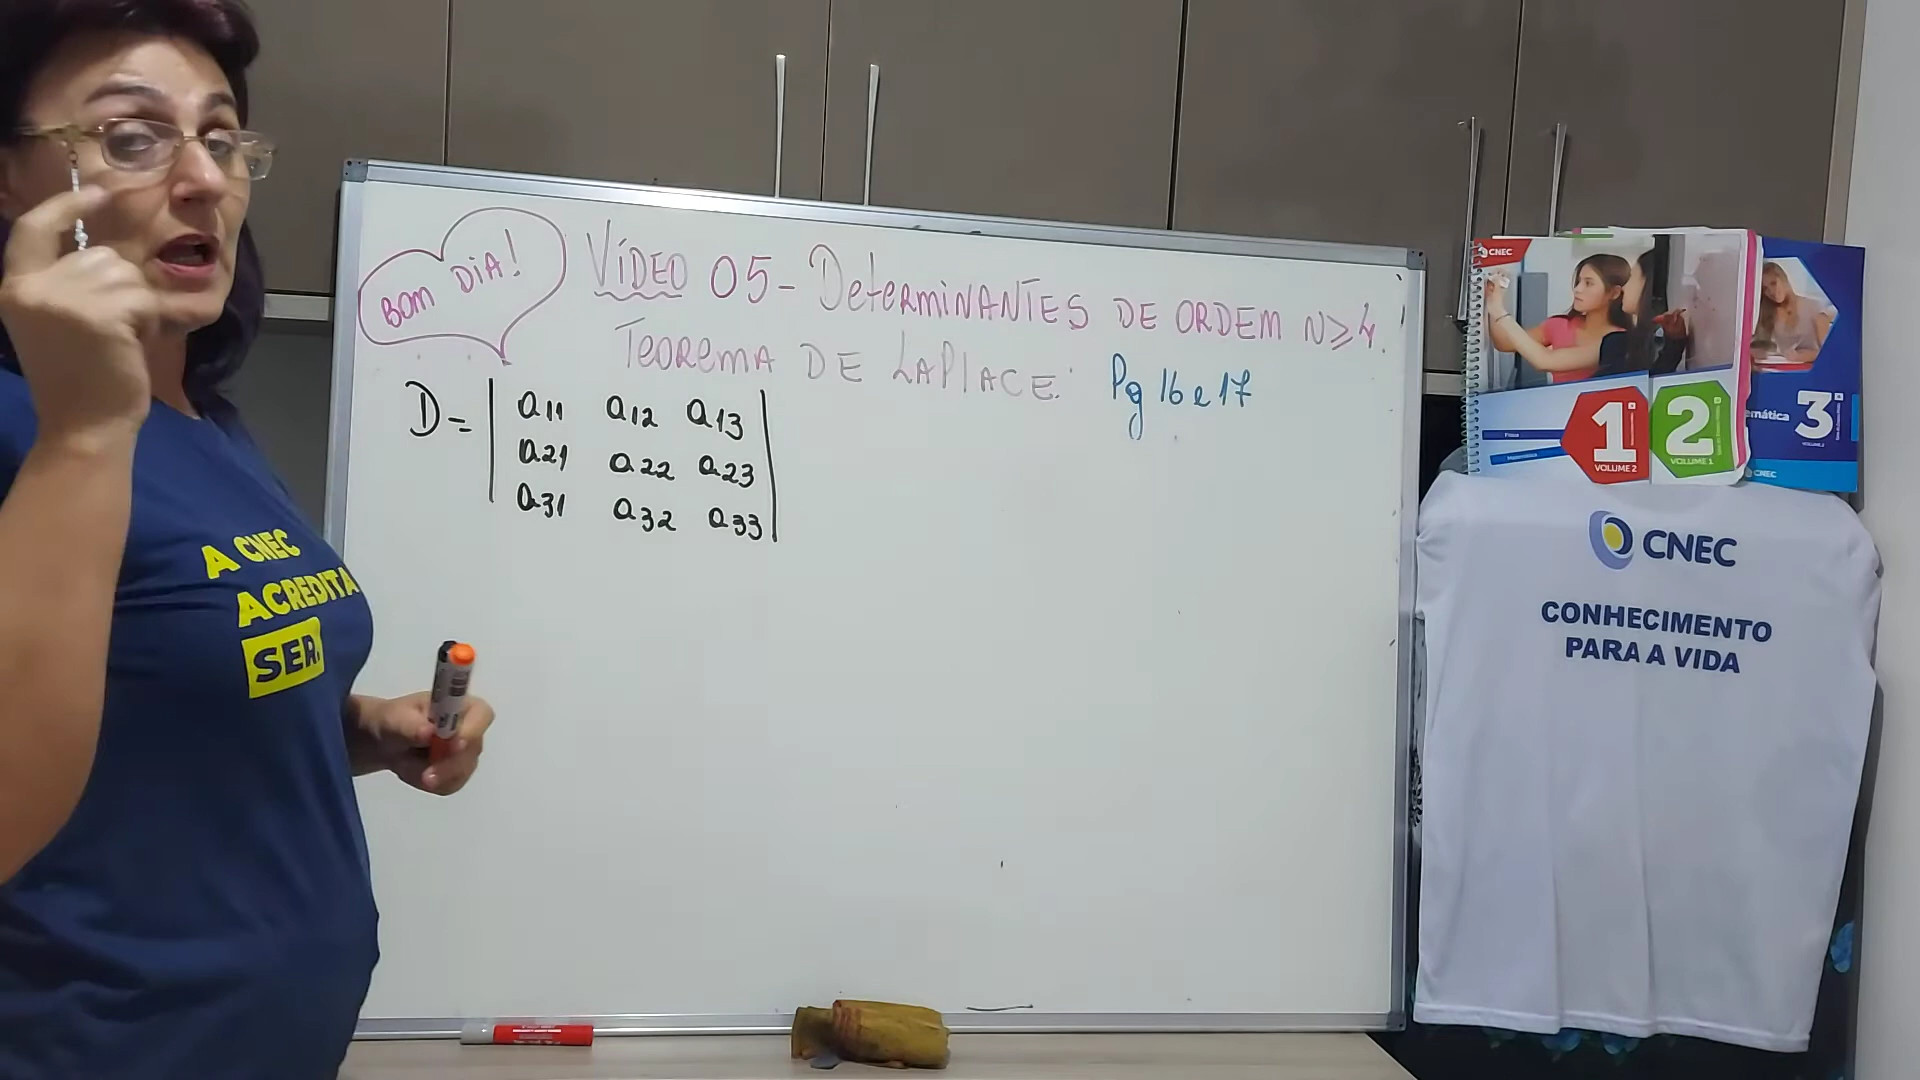 BOM DIA!
VÍDEO 05 - DETERMINANTES DE ORDEM N≥4.
TEOREMA DE LAPLACE: Pg 16 e 17
D = | a11 a12 a13 |
| a21 a22 a23 |
| a31 a32 a33 |
A CNEC
ACREDITA
SER.
CNEC
1
VOLUME 2
2
VOLUME 1
mática
3
CNEC
CNEC
CONHECIMENTO
PARA A VIDA